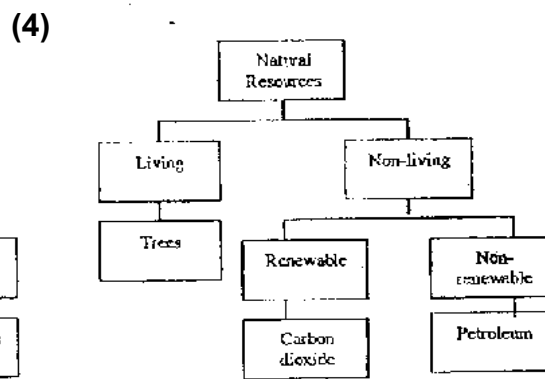 (4)
Natural
Resources
Living
Non-living
Trees
Renewable
Non-
renewable
Carbon
dioxide
Petroleum